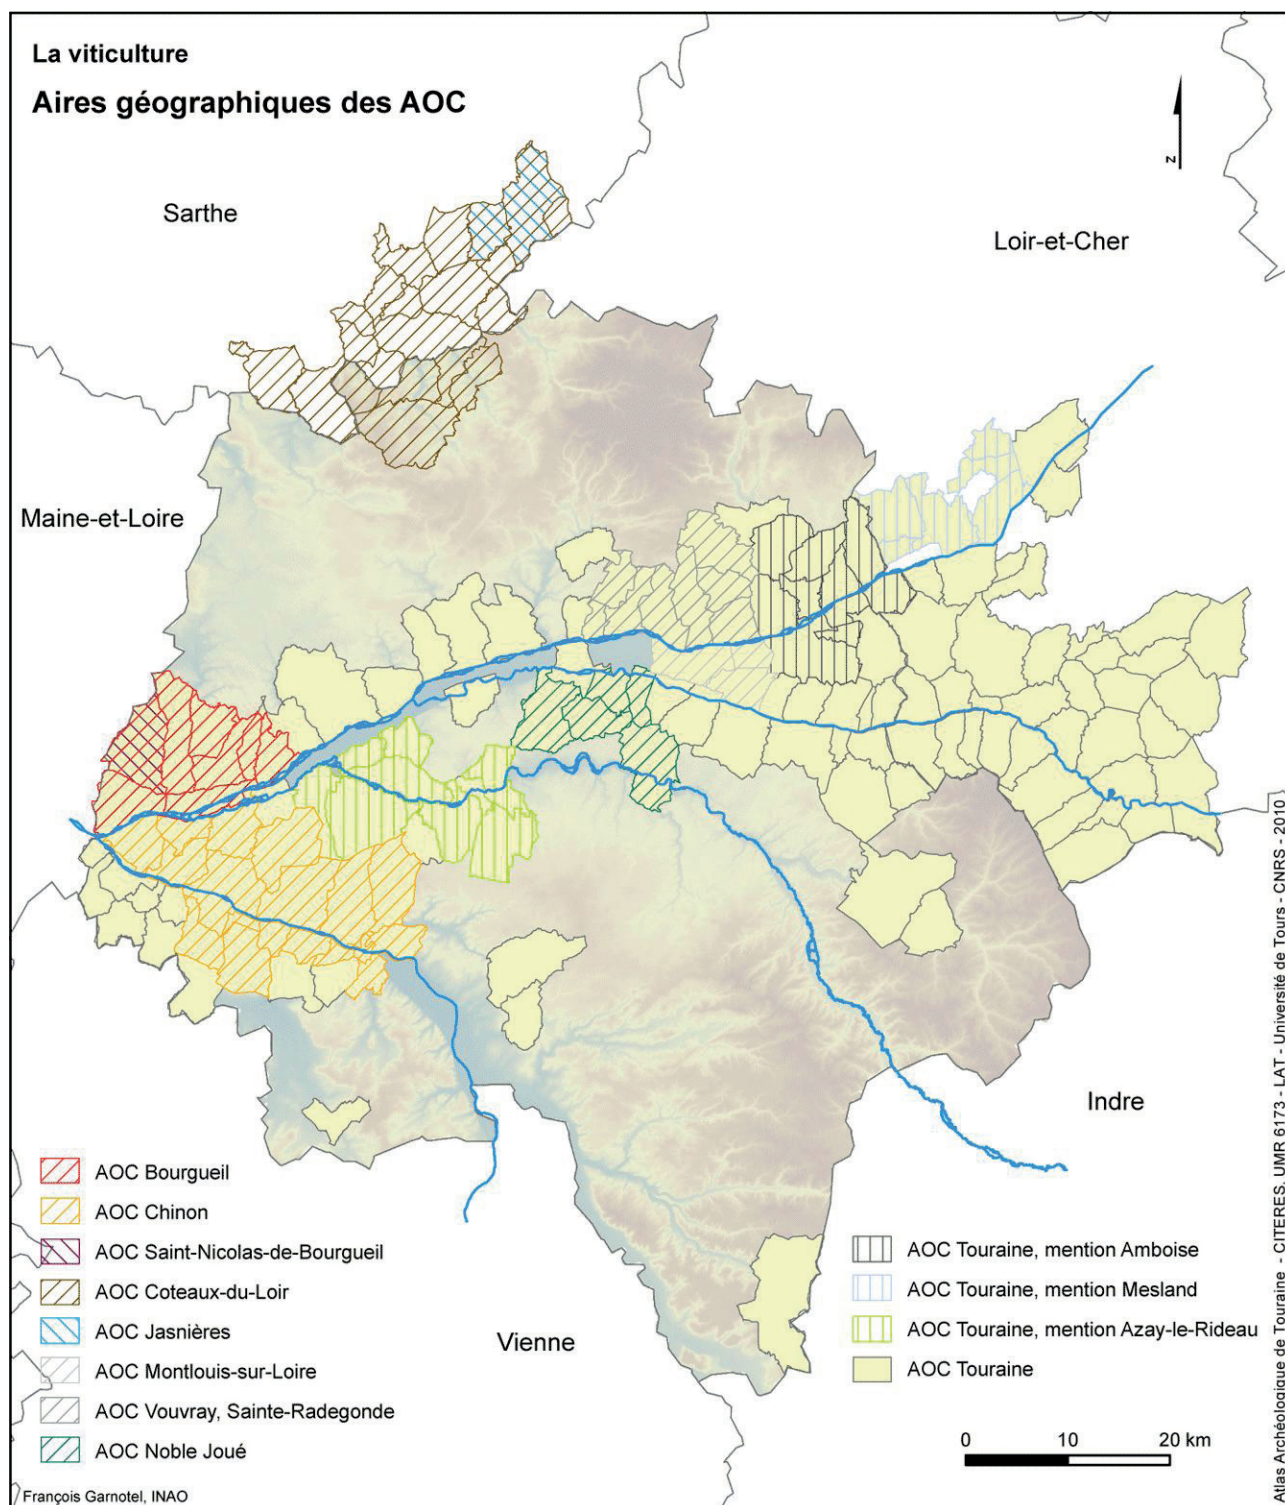 La viticulture
Aires géographiques des AOC
N
Sarthe
Loir-et-Cher
Maine-et-Loire
Indre
Vienne
AOC Bourgueil
AOC Chinon
AOC Saint-Nicolas-de-Bourgueil
AOC Coteaux-du-Loir
AOC Jasnières
AOC Montlouis-sur-Loire
AOC Vouvray, Sainte-Radegonde
AOC Noble Joué
AOC Touraine, mention Amboise
AOC Touraine, mention Mesland
AOC Touraine, mention Azay-le-Rideau
AOC Touraine
0 10 20 km
François Garnotel, INAO
Atlas Archéologique de Touraine - CITERES, UMR 6173 - LAT - Université de Tours - CNRS - 2010